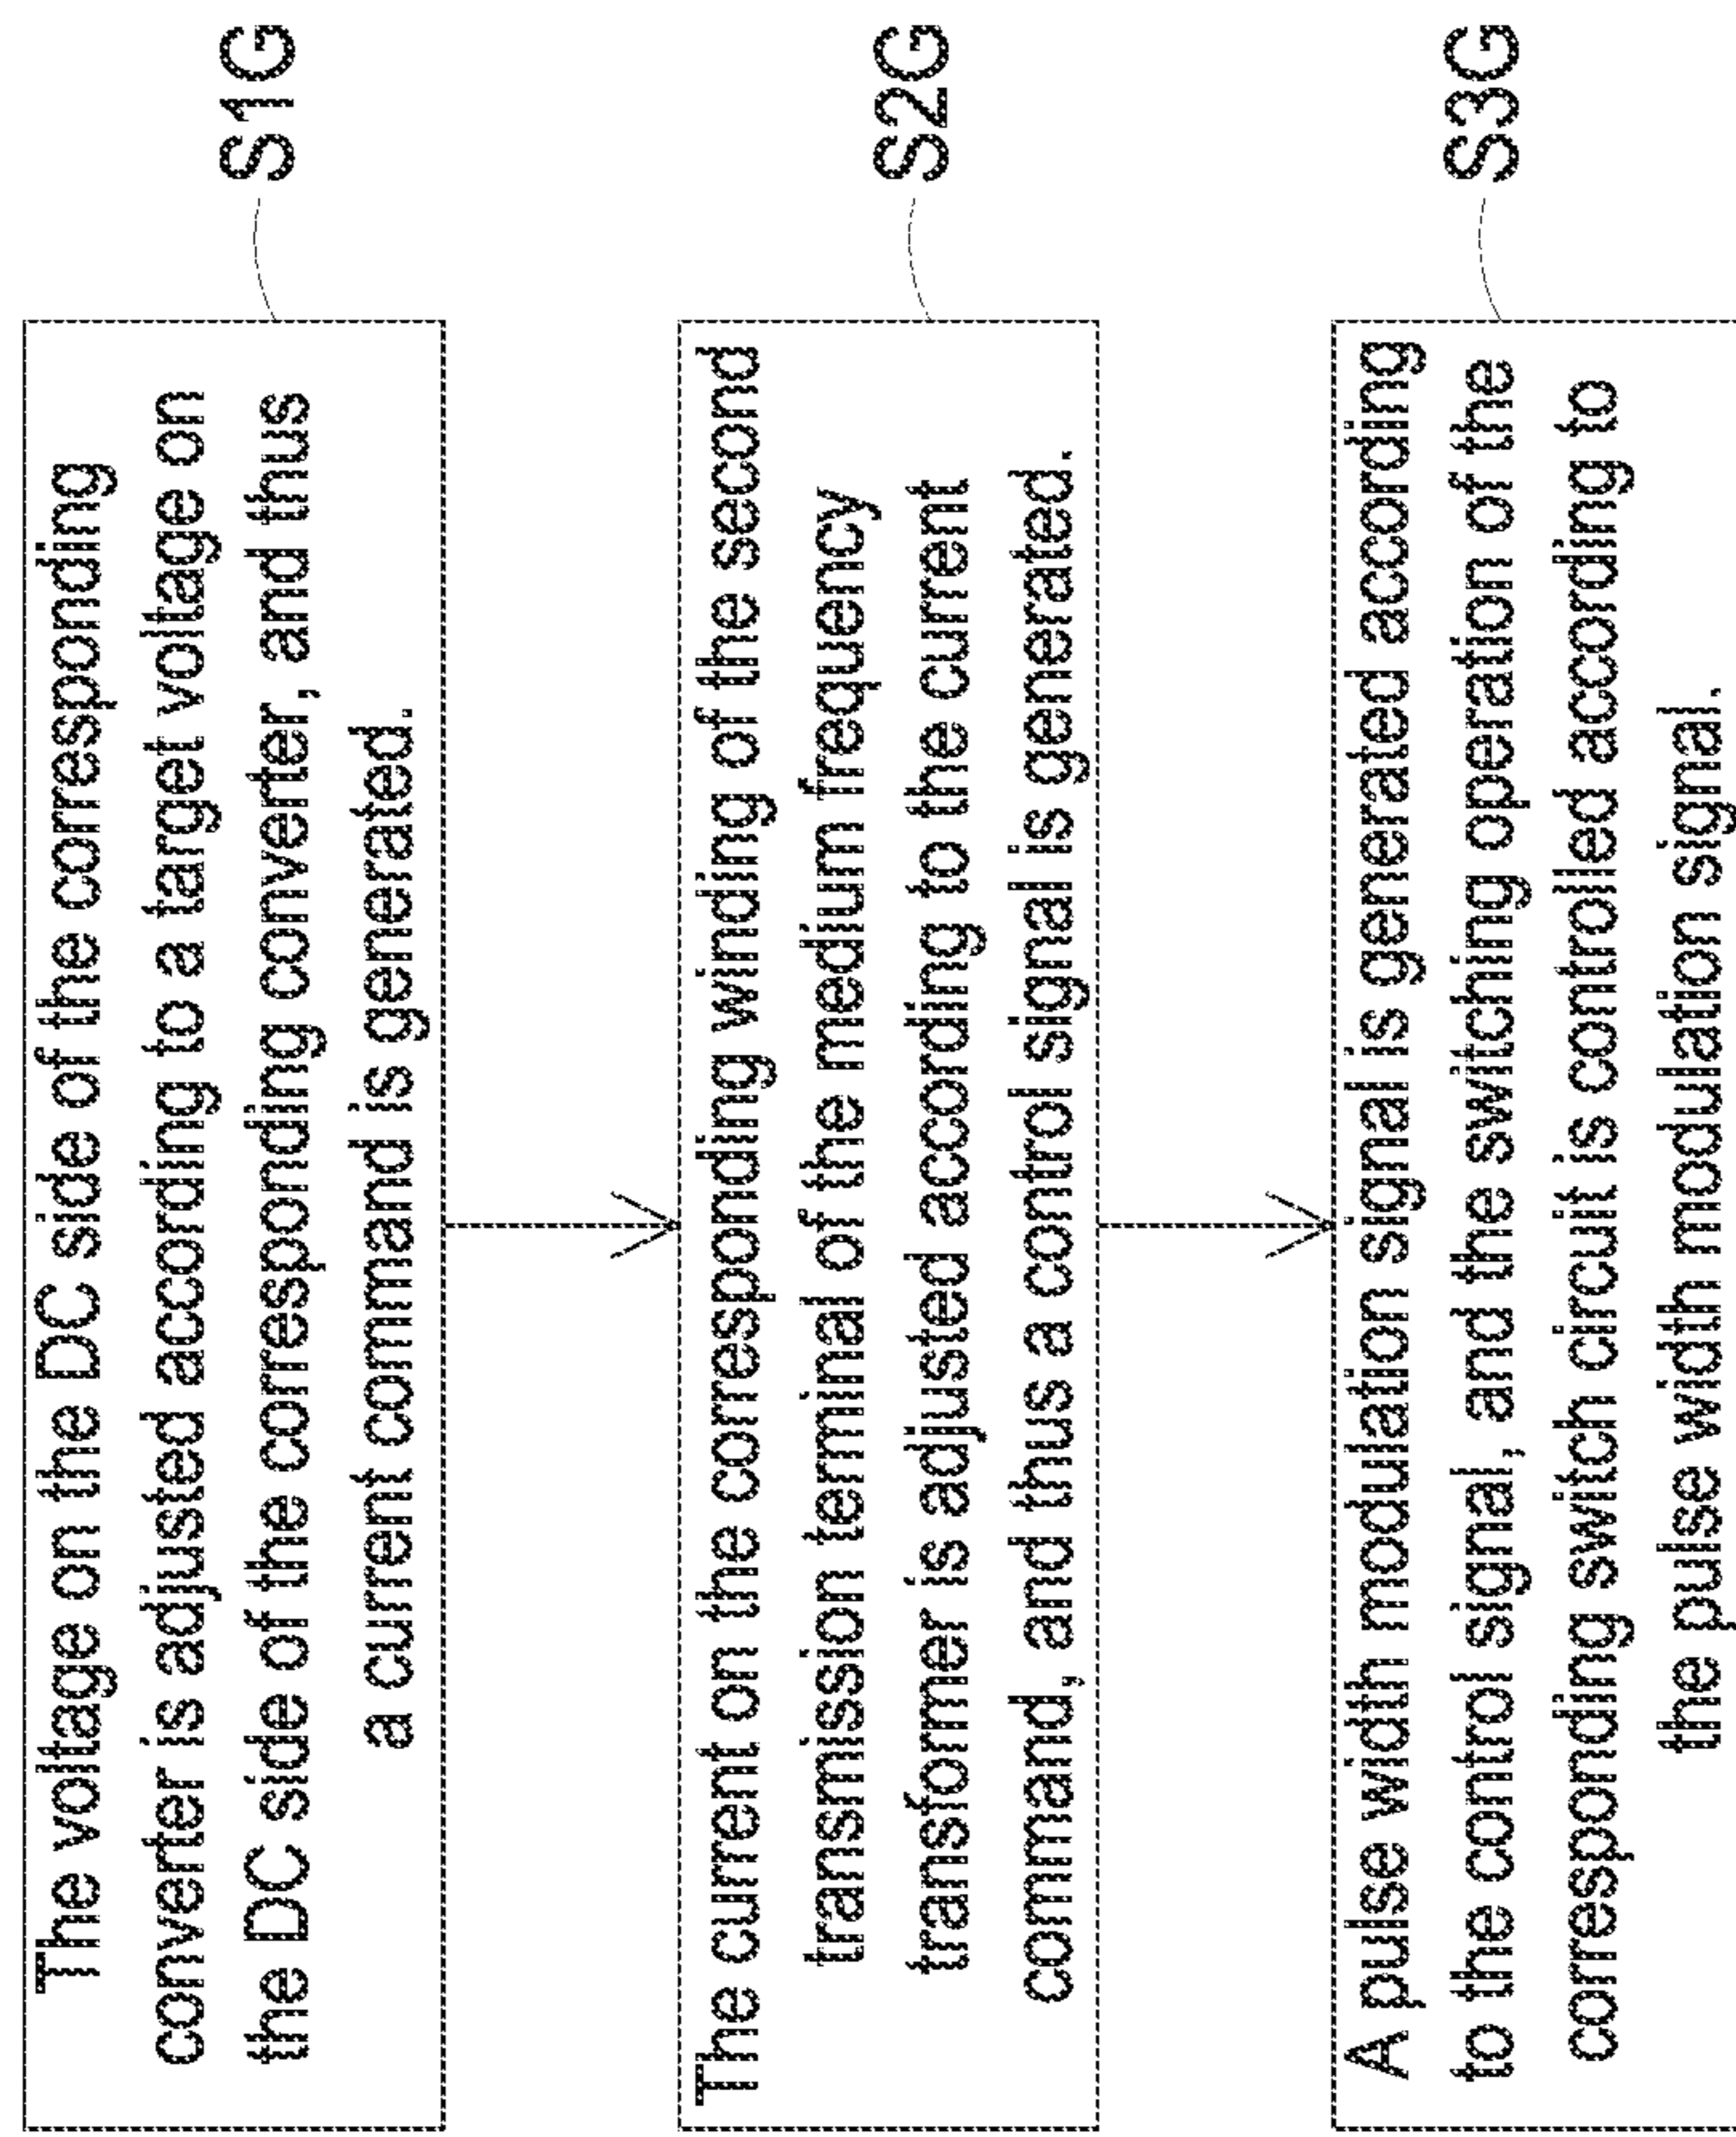 The voltage on the DC side of the corresponding
converter is adjusted according to a target voltage on
the DC side of the corresponding converter, and thus
a current command is generated.
S1G
The current on the corresponding winding of the second
transmission terminal of the medium frequency
transformer is adjusted according to the current
command, and thus a control signal is generated.
S2G
A pulse width modulation signal is generated according
to the control signal, and the switching operation of the
corresponding switch circuit is controlled according to
the pulse width modulation signal.
S3G